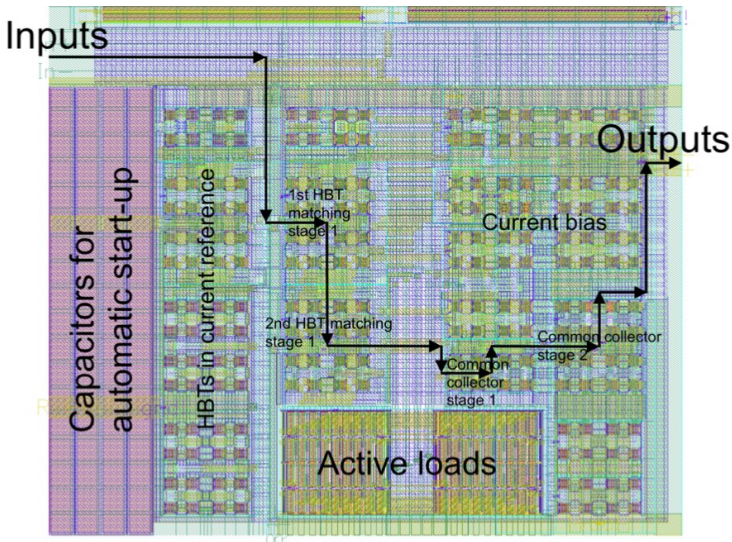 Inputs
In-
Outputs
Capacitors for
automatic start-up
HBTs in current reference
1st HBT
matching
stage 1
Current bias
2nd HBT matching
stage 1
Common
collector
stage 1
Common collector
stage 2
Active loads